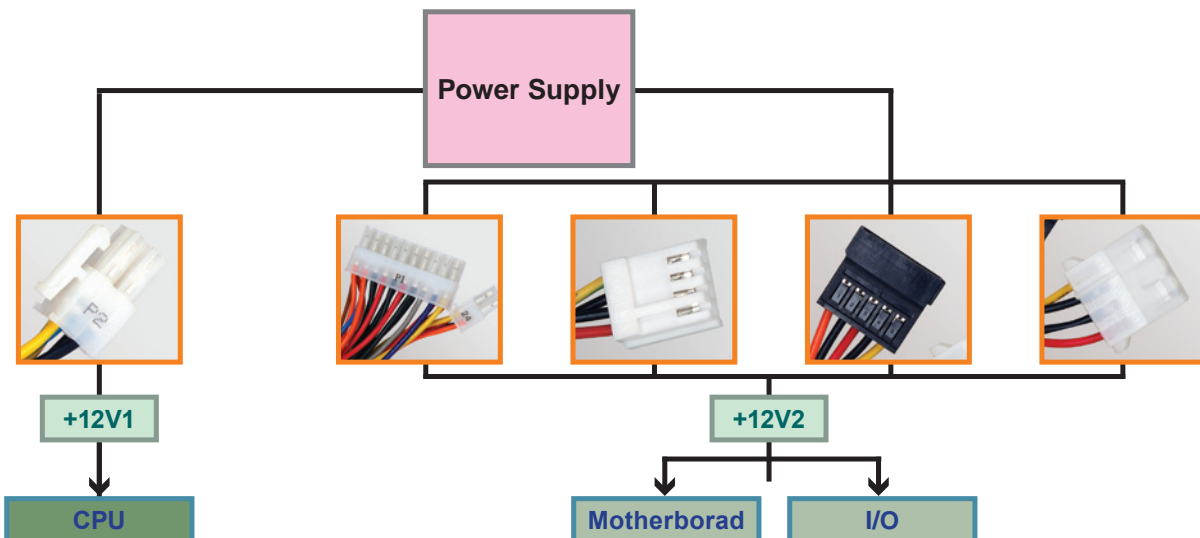 Power Supply
P2
P1
24
+12V1
+12V2
CPU
Motherborad
I/O